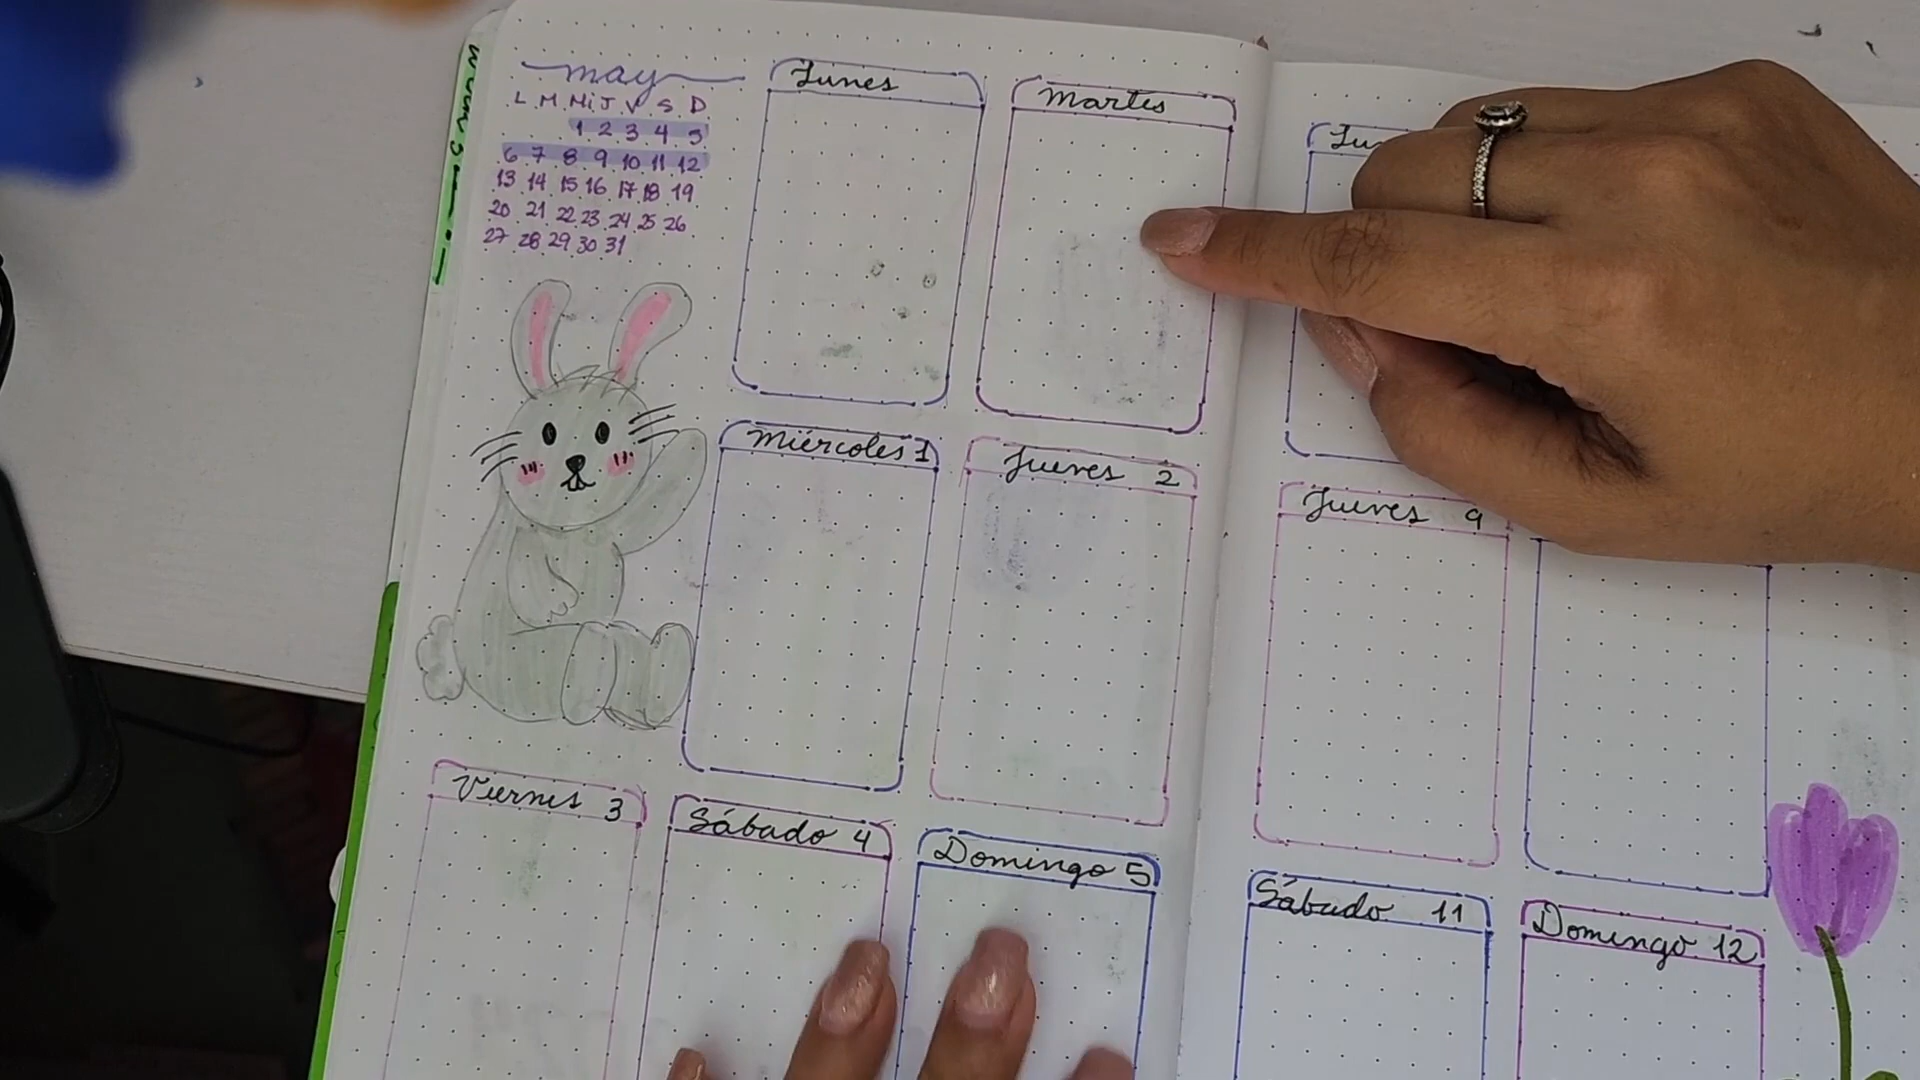 may
L M Mi J V S D
1 2 3 4 5
6 7 8 9 10 11 12
13 14 15 16 17 18 19
20 21 22 23 24 25 26
27 28 29 30 31
Lunes
Martes
Miércoles 1
Jueves 2
Viernes 3
Sábado 4
Domingo 5
Lun
Jueves 9
Sábado 11
Domingo 12